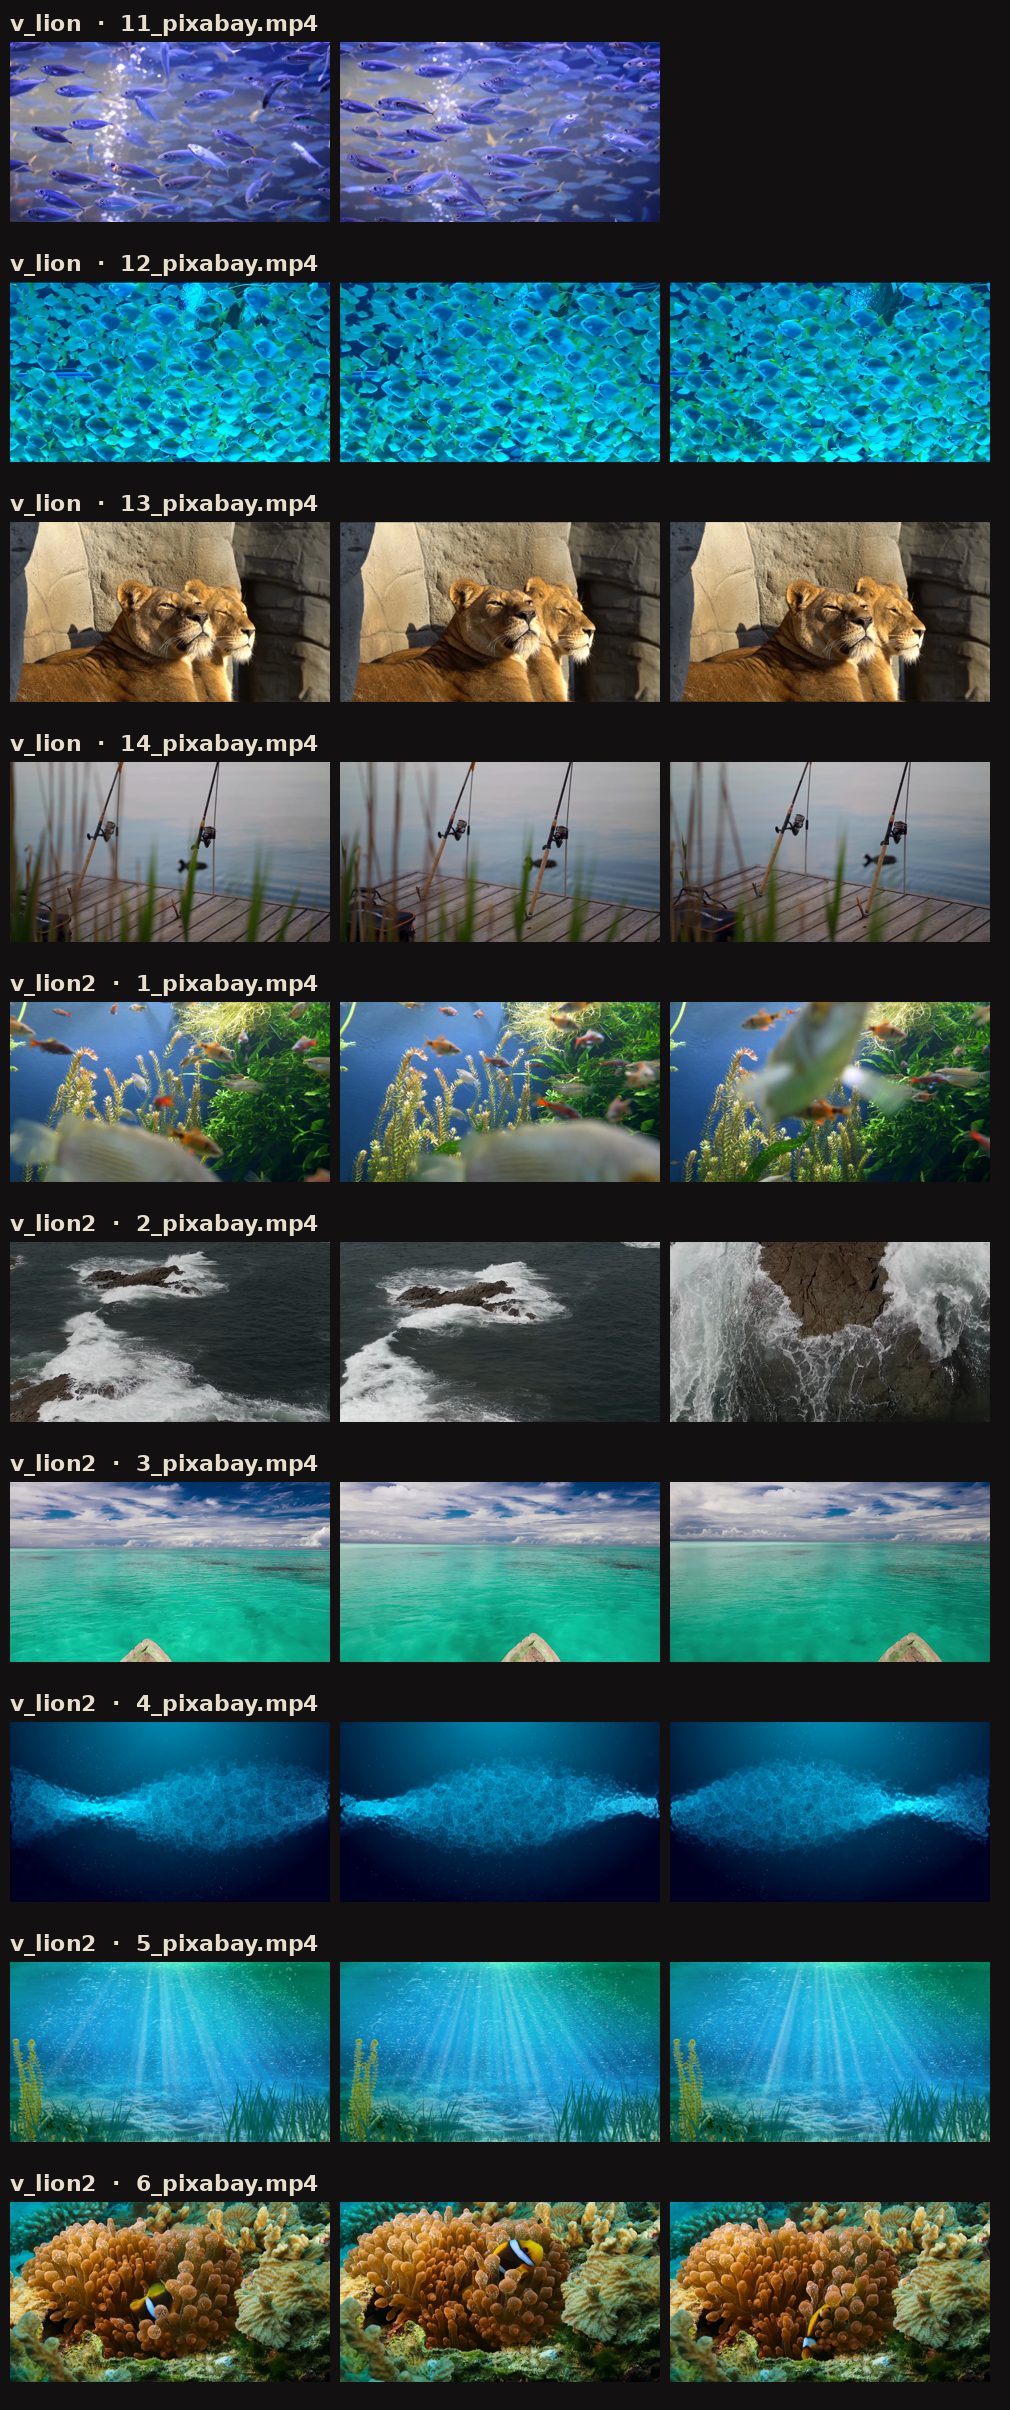 v_lion · 11_pixabay.mp4
v_lion · 12_pixabay.mp4
v_lion · 13_pixabay.mp4
v_lion · 14_pixabay.mp4
v_lion2 · 1_pixabay.mp4
v_lion2 · 2_pixabay.mp4
v_lion2 · 3_pixabay.mp4
v_lion2 · 4_pixabay.mp4
v_lion2 · 5_pixabay.mp4
v_lion2 · 6_pixabay.mp4